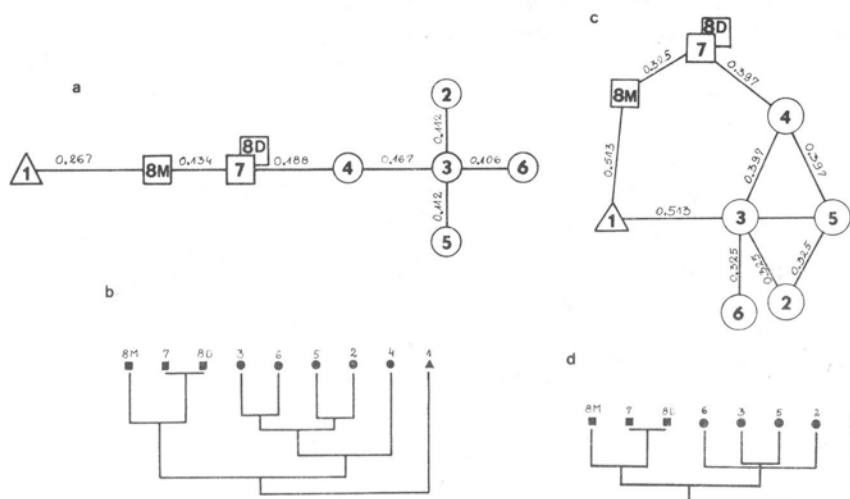 a
1 0.267 8M 0.134 7 8D 0.188 4 0.167 3 0.106 6
2 0.112
0.112 5
b
8M 7 8D 3 6 5 2 4 1
c
8D
7
0.325 0.397
8M 4
0.513 0.397 0.397
1 0.513 3 5
0.325 0.325 0.325
6 2
d
8M 7 8D 6 3 5 2